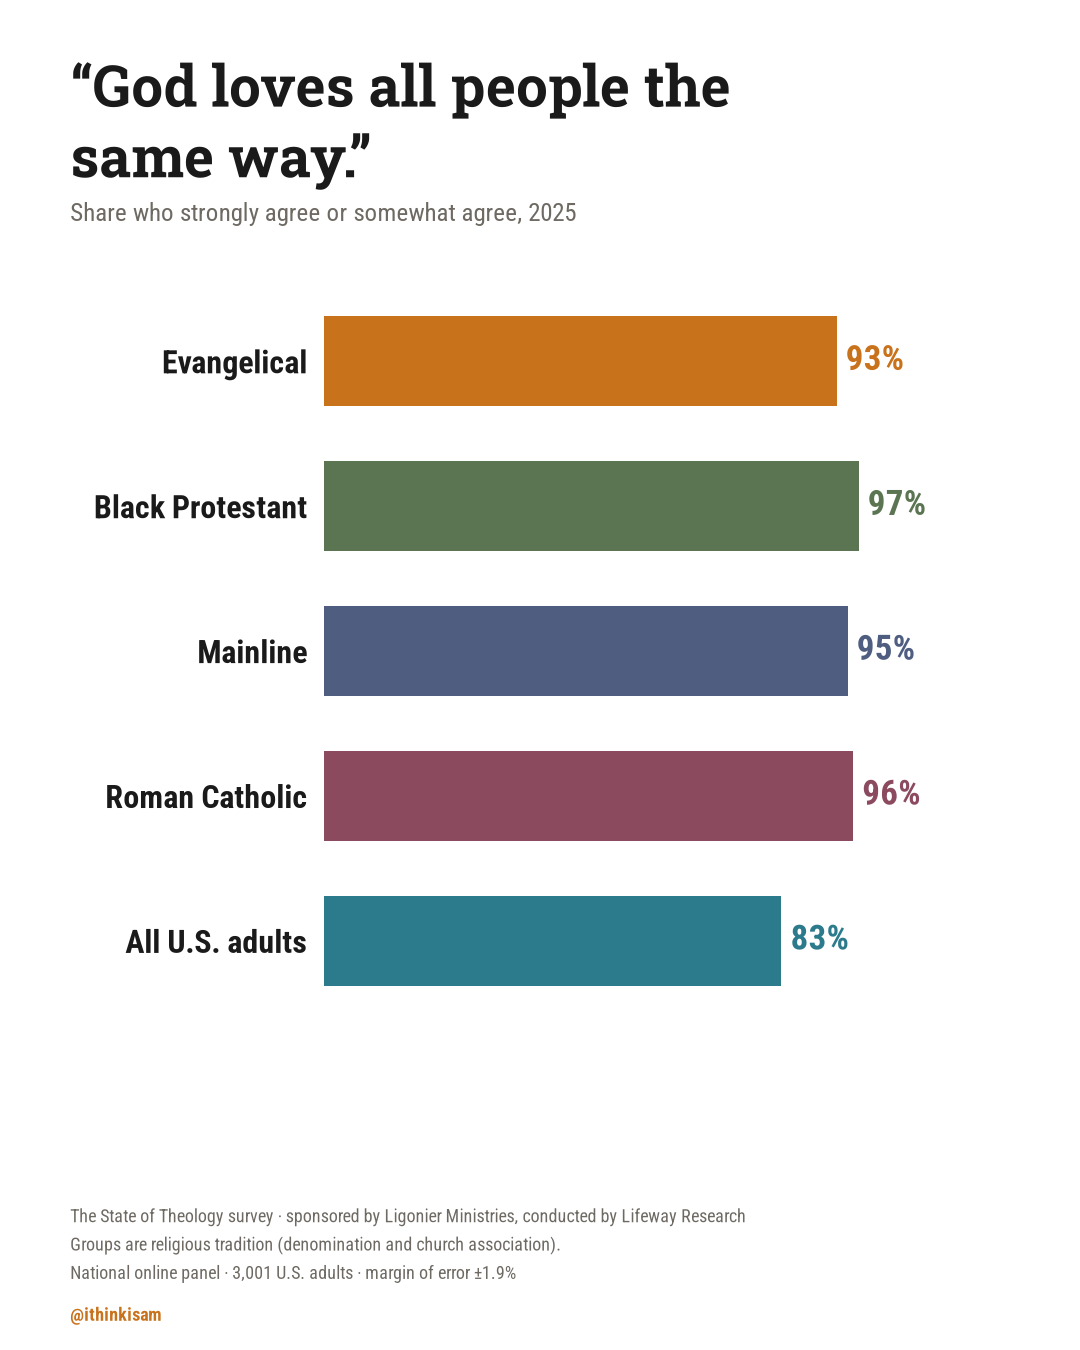 “God loves all people the
same way.”
Share who strongly agree or somewhat agree, 2025
Evangelical 93%
Black Protestant 97%
Mainline 95%
Roman Catholic 96%
All U.S. adults 83%
The State of Theology survey · sponsored by Ligonier Ministries, conducted by Lifeway Research
Groups are religious tradition (denomination and church association).
National online panel · 3,001 U.S. adults · margin of error ±1.9%
@ithinkisam